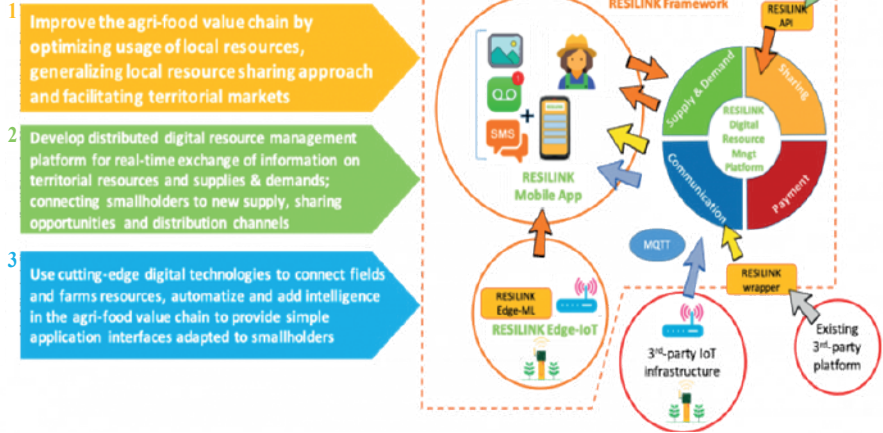 1
Improve the agri-food value chain by
optimizing usage of local resources,
generalizing local resource sharing approach
and facilitating territorial markets
2
Develop distributed digital resource management
platform for real-time exchange of information on
territorial resources and supplies & demands;
connecting smallholders to new supply, sharing
opportunities and distribution channels
3
Use cutting-edge digital technologies to connect fields
and farms resources, automatize and add intelligence
in the agri-food value chain to provide simple
application interfaces adapted to smallholders
RESILINK Framework
RESILINK
API
SMS
+
RESILINK
Mobile App
Supply & Demand
Sharing
RESILINK
Digital
Resource
Mngt
Platform
Communication
Payment
MQTT
RESILINK
wrapper
RESILINK
Edge-ML
RESILINK Edge-IoT
3rd-party IoT
infrastructure
Existing
3rd-party
platform